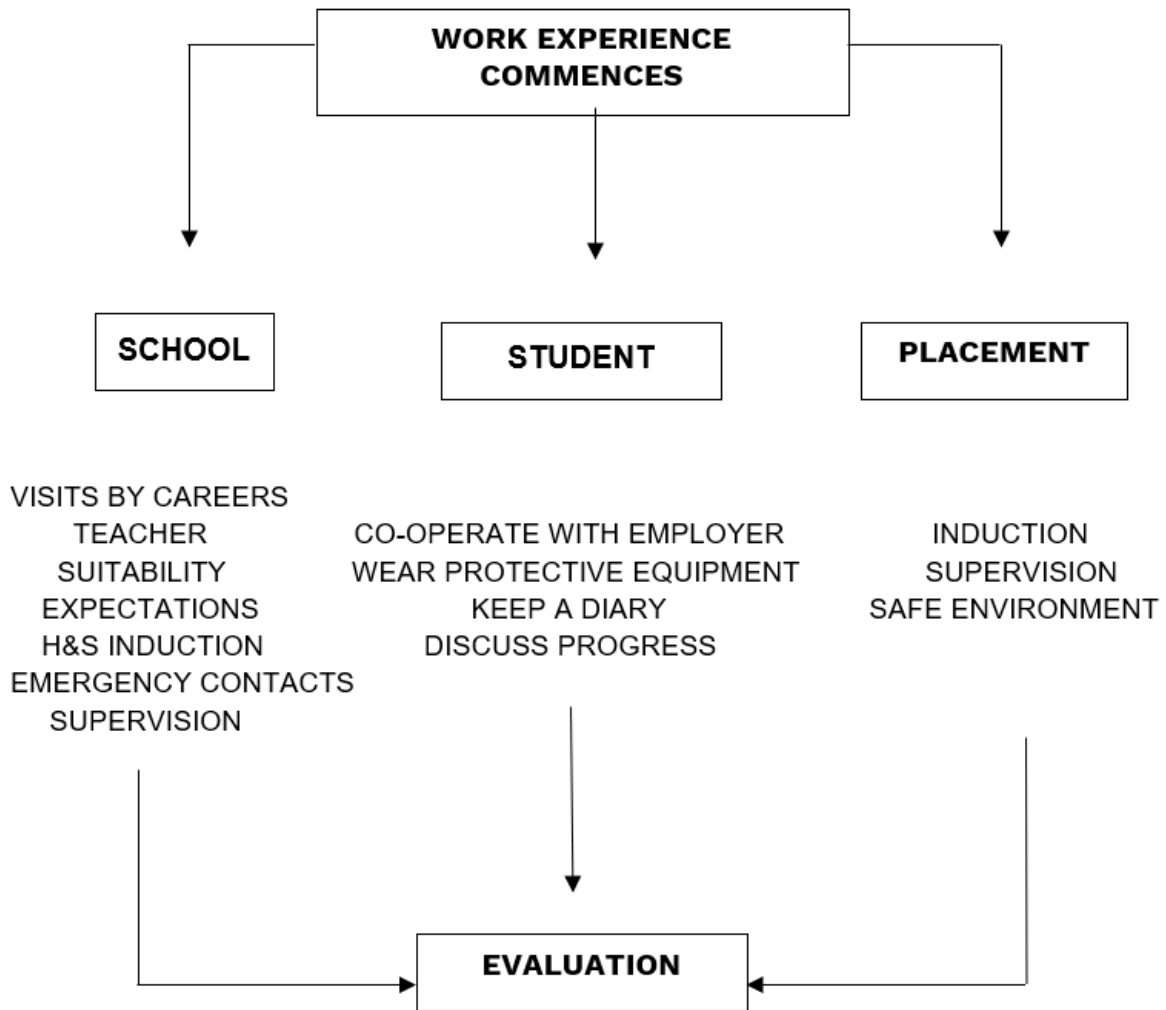 WORK EXPERIENCE
COMMENCES
SCHOOL
STUDENT
PLACEMENT
VISITS BY CAREERS
TEACHER
SUITABILITY
EXPECTATIONS
H&S INDUCTION
EMERGENCY CONTACTS
SUPERVISION
CO-OPERATE WITH EMPLOYER
WEAR PROTECTIVE EQUIPMENT
KEEP A DIARY
DISCUSS PROGRESS
INDUCTION
SUPERVISION
SAFE ENVIRONMENT
EVALUATION